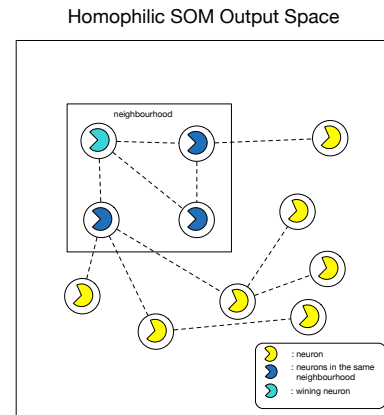 Homophilic SOM Output Space
neighbourhood
: neuron
: neurons in the same
neighbourhood
: wining neuron